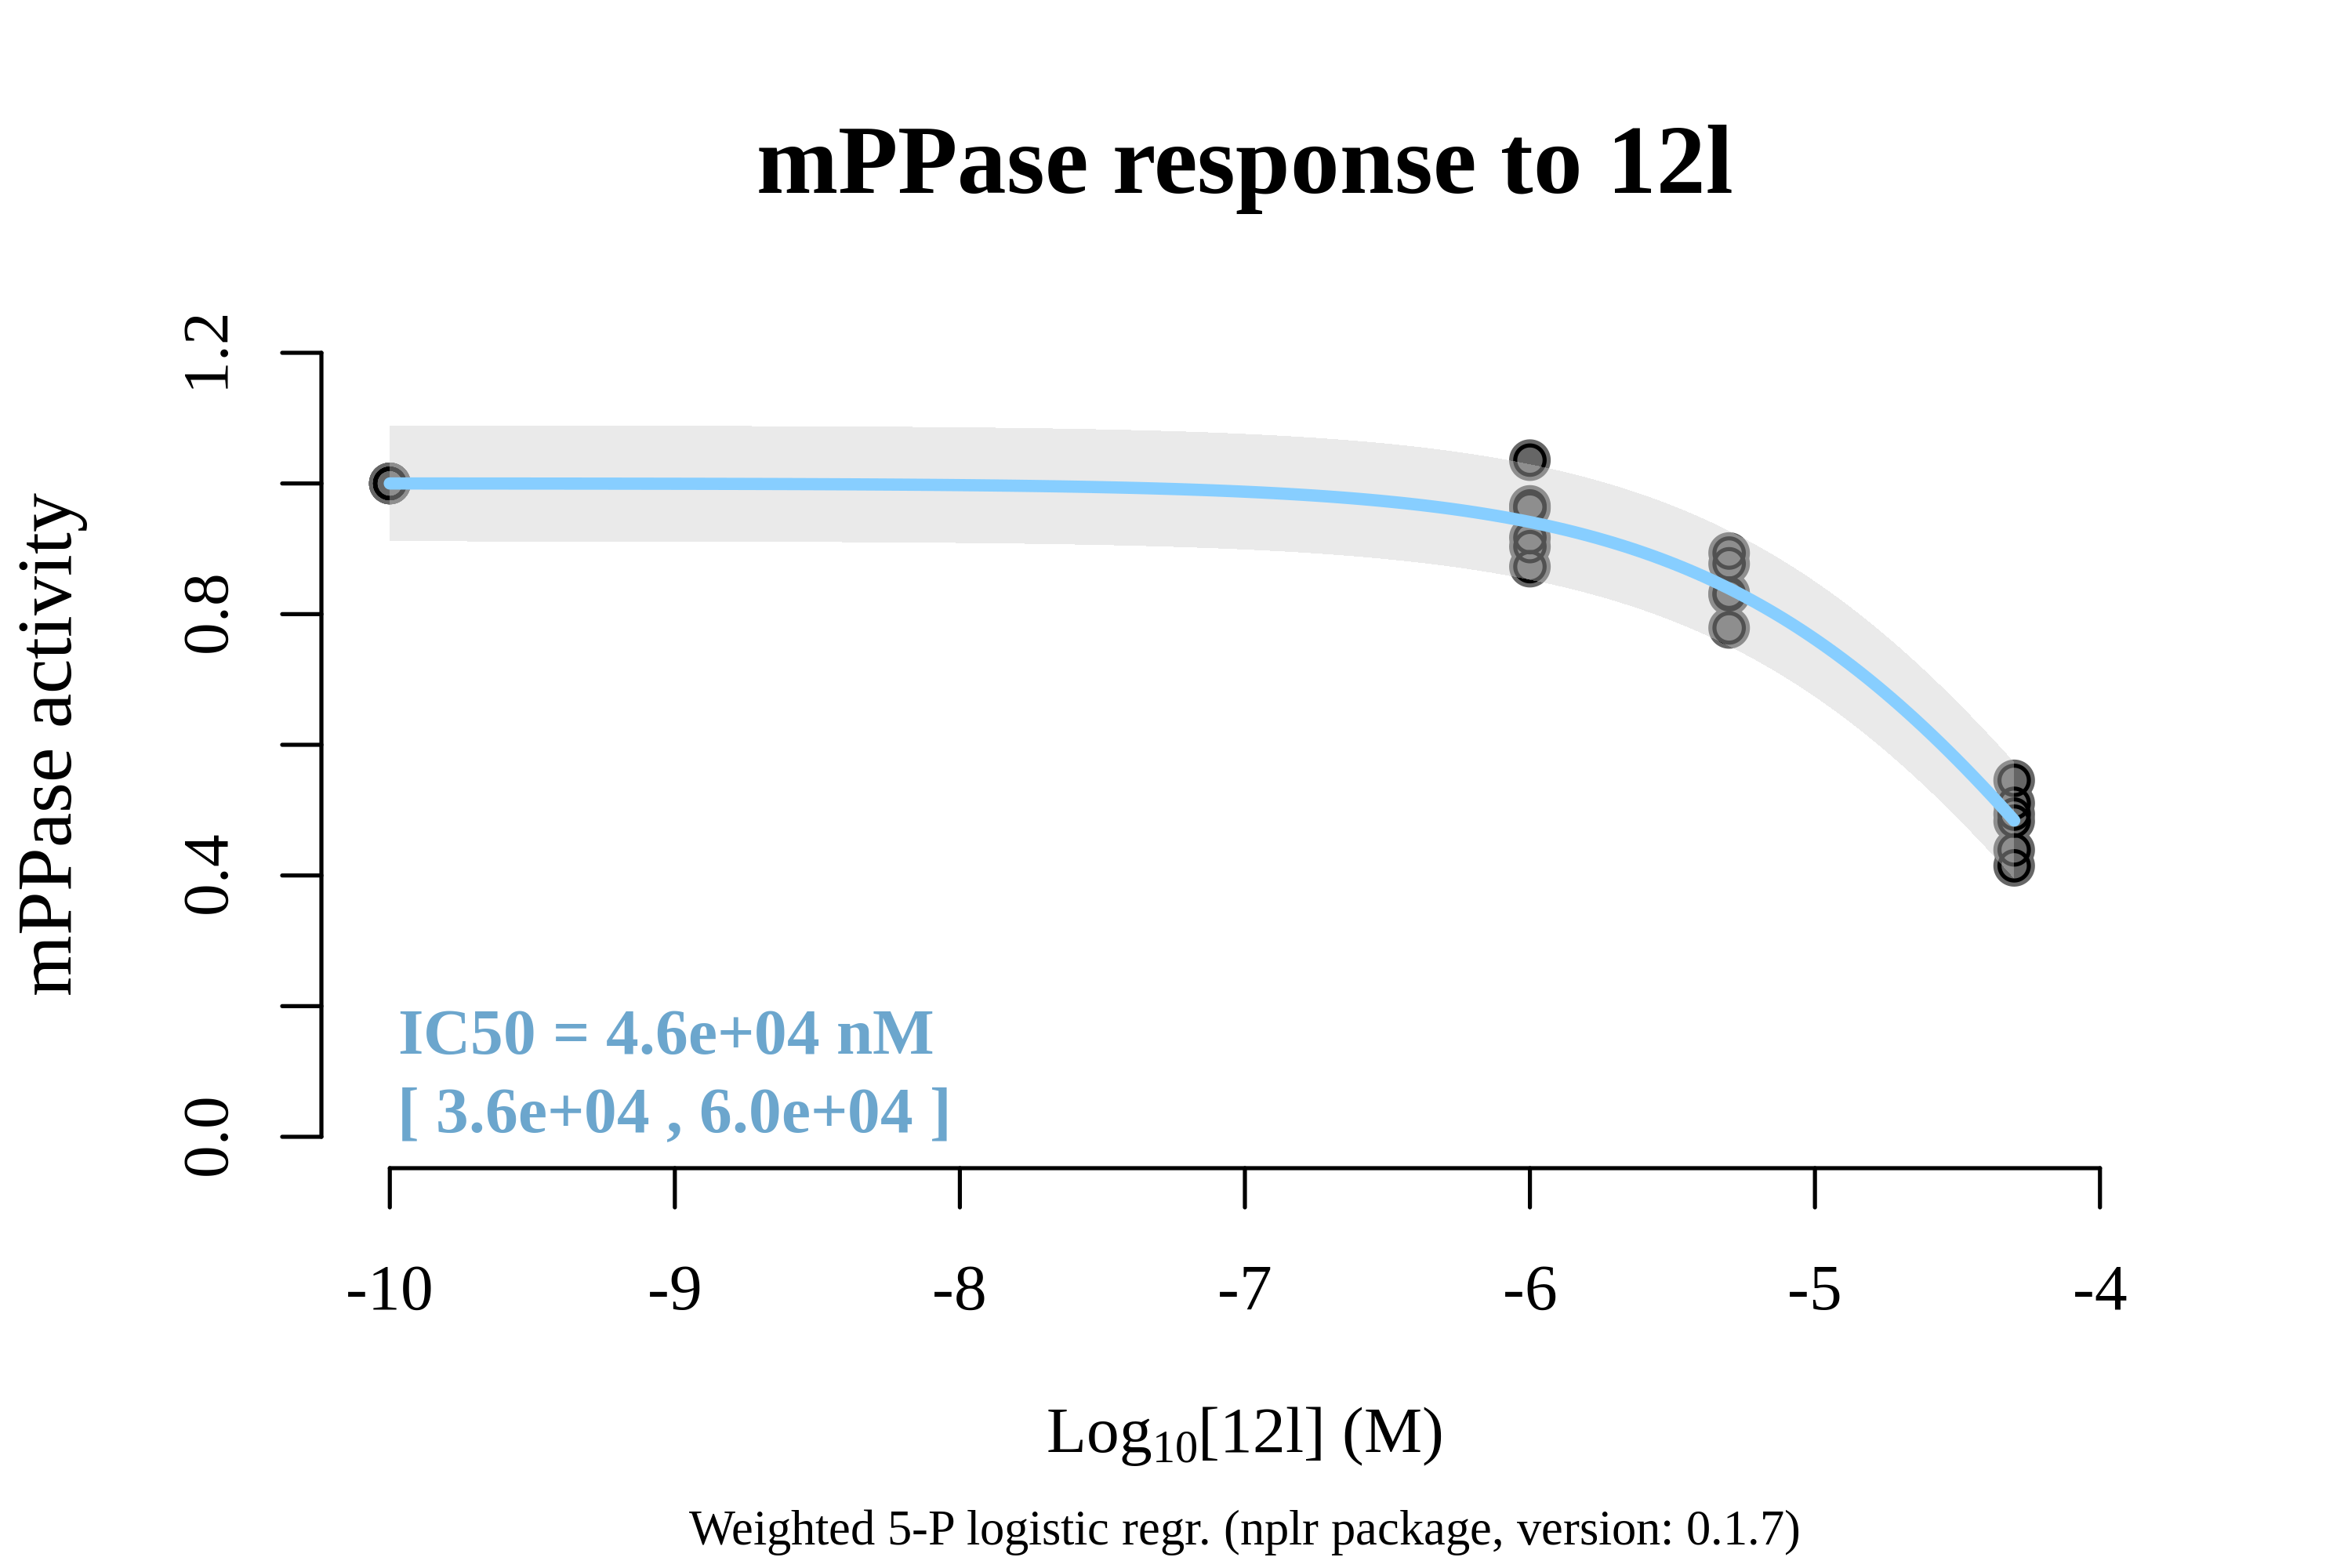 mPPase response to 12l
mPPase activity
1.2
0.8
0.4
0.0
IC50 = 4.6e+04 nM
[ 3.6e+04 , 6.0e+04 ]
-10 -9 -8 -7 -6 -5 -4
Log10[12l] (M)
Weighted 5-P logistic regr. (nplr package, version: 0.1.7)